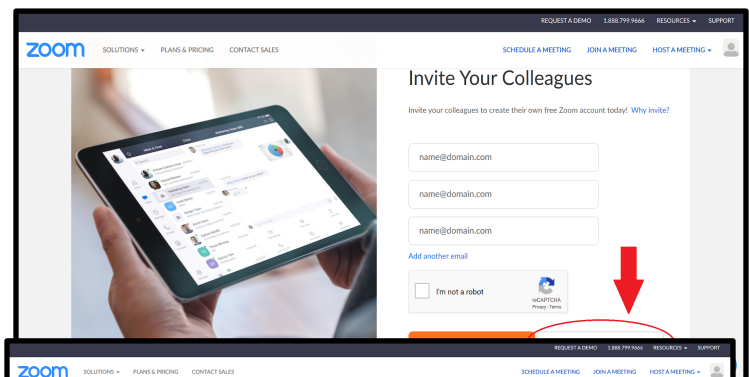 REQUEST A DEMO 1.888.799.9666 RESOURCES SUPPORT
zoom SOLUTIONS PLANS & PRICING CONTACT SALES SCHEDULE A MEETING JOIN A MEETING HOST A MEETING
Invite Your Colleagues
Invite your colleagues to create their own free Zoom account today! Why invite?
name@domain.com
name@domain.com
name@domain.com
Add another email
I'm not a robot
reCAPTCHA
Privacy - Terms
REQUEST A DEMO 1.888.799.9666 RESOURCES SUPPORT
zoom SOLUTIONS PLANS & PRICING CONTACT SALES SCHEDULE A MEETING JOIN A MEETING HOST A MEETING